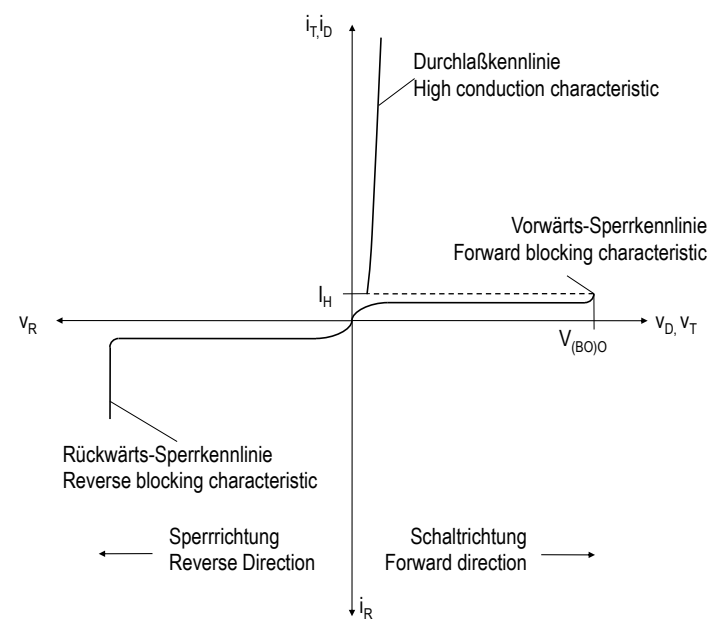 i_T,i_D
Durchlaßkennlinie
High conduction characteristic
Vorwärts-Sperrkennlinie
Forward blocking characteristic
I_H
v_R
v_D, v_T
V_(BO)O
Rückwärts-Sperrkennlinie
Reverse blocking characteristic
Sperrrichtung
Reverse Direction
Schaltrichtung
Forward direction
i_R